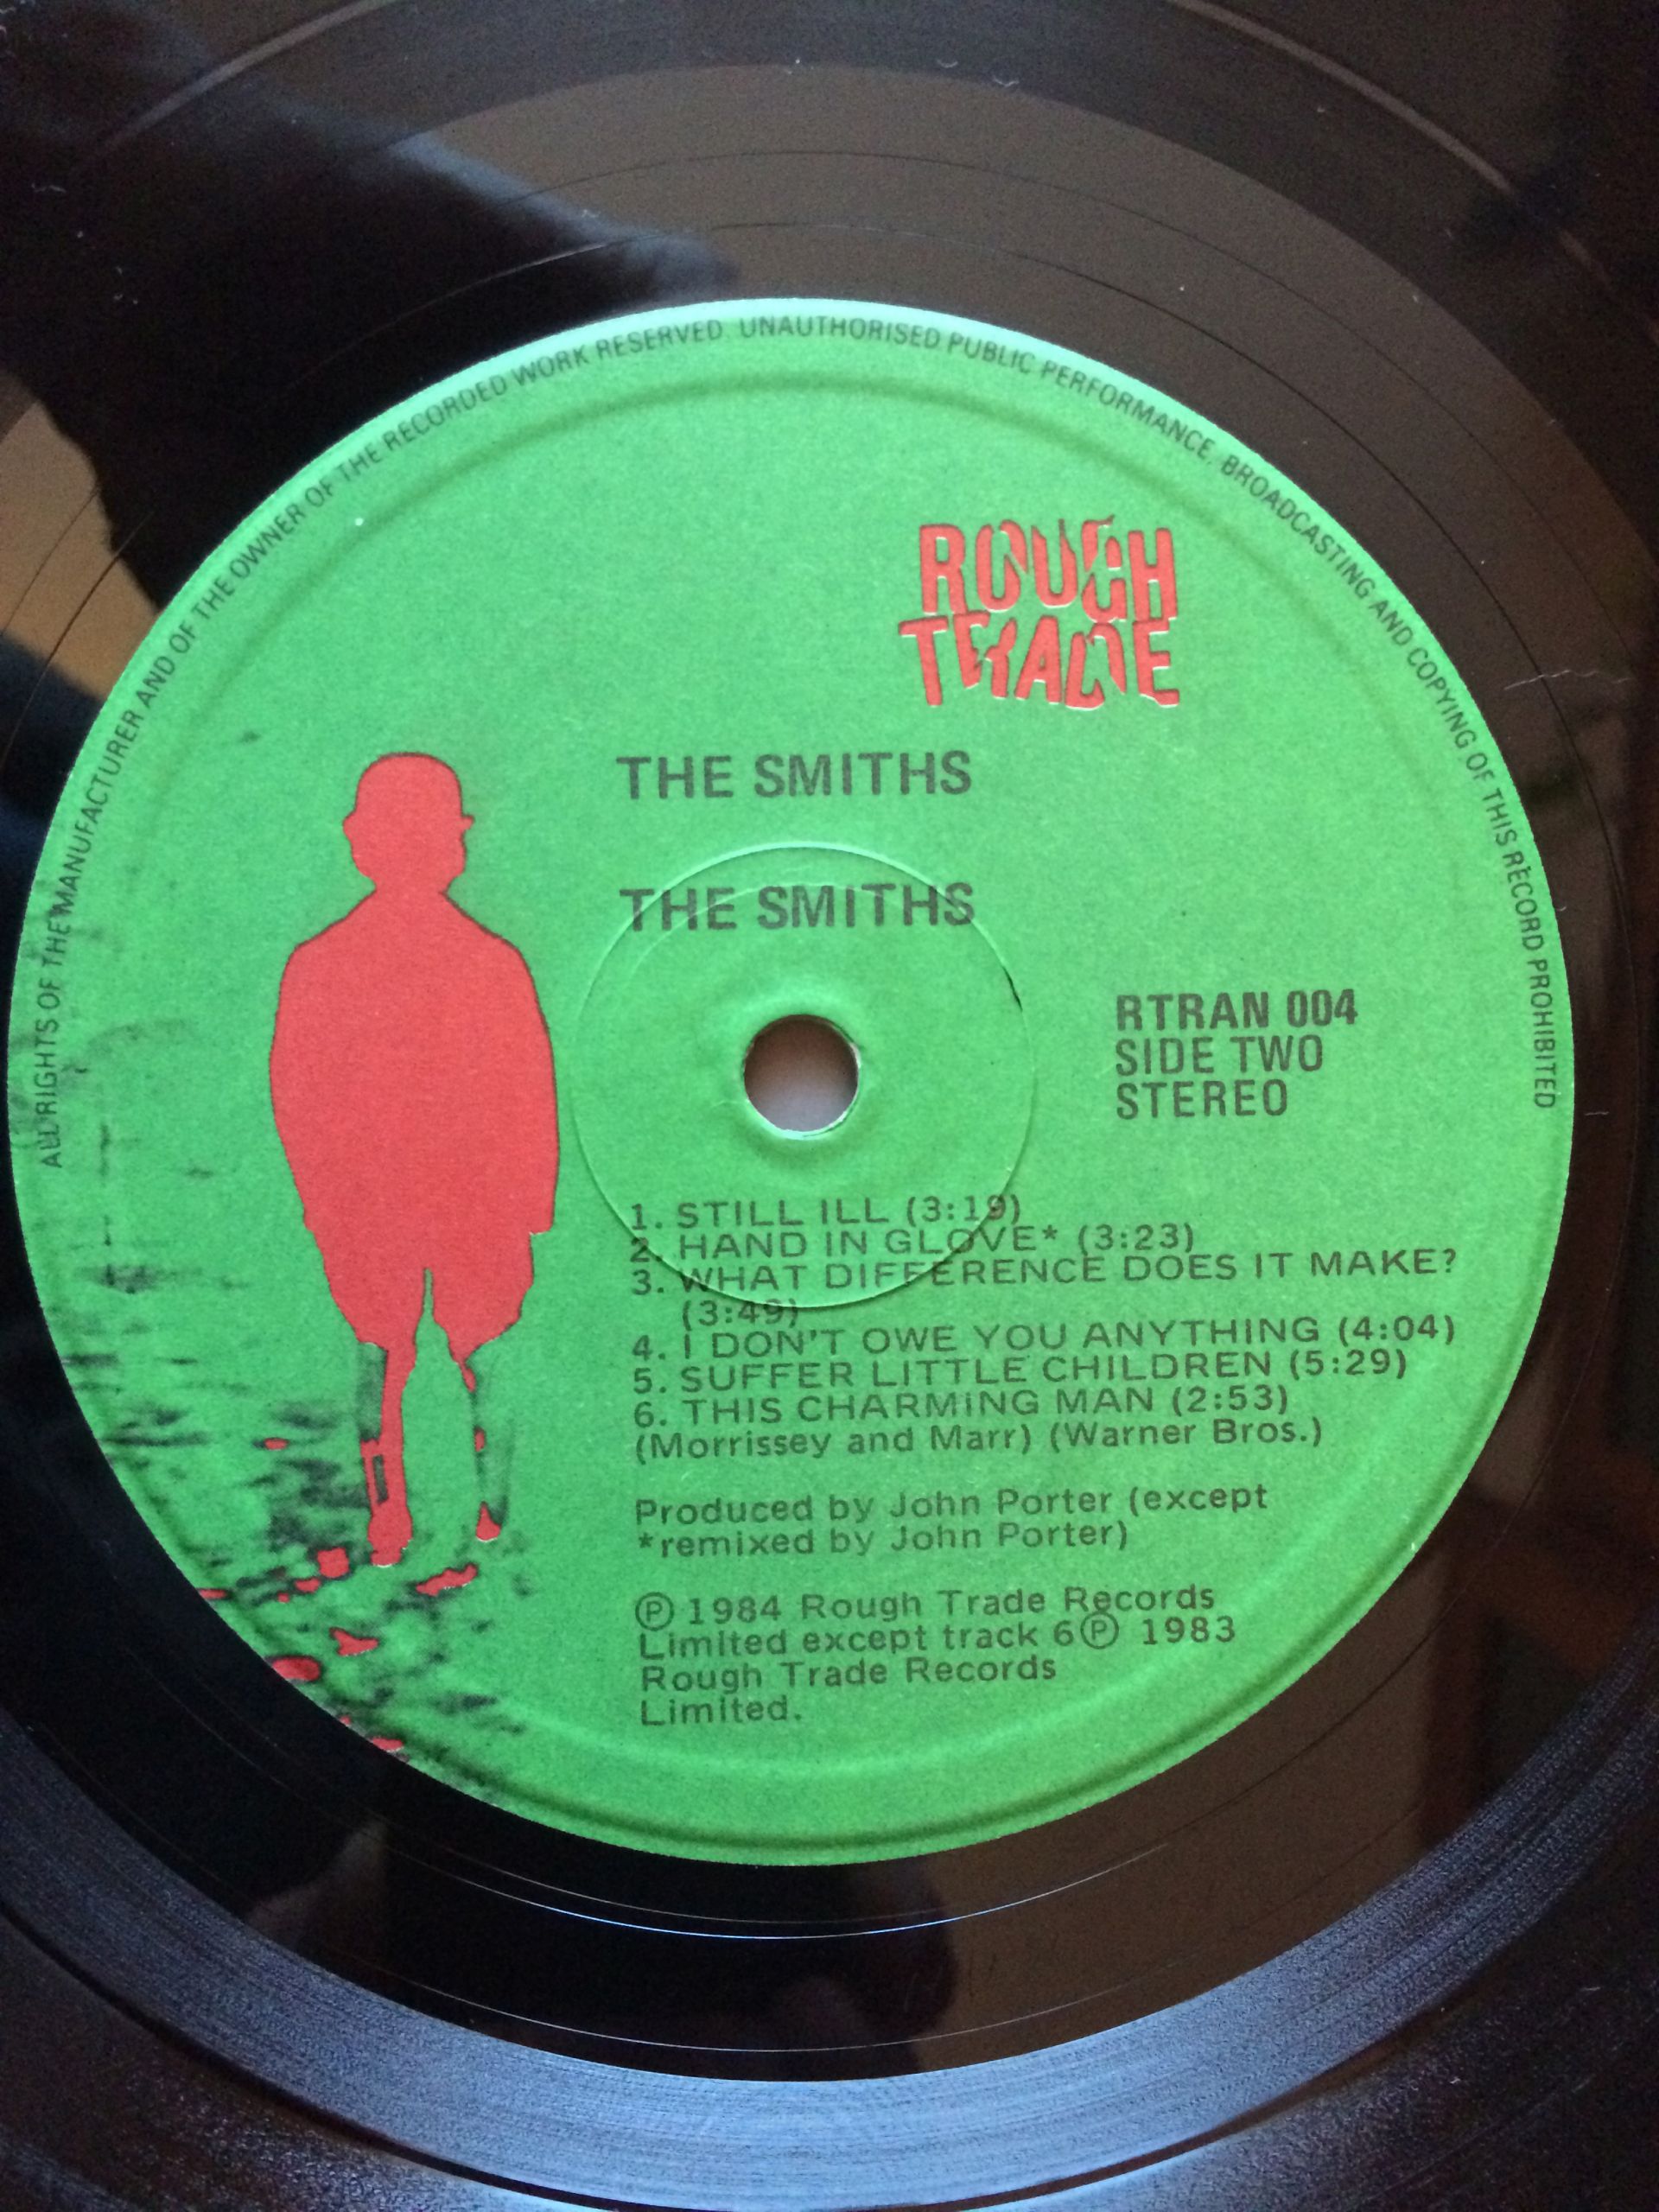 ALL RIGHTS OF THE MANUFACTURER AND OF THE OWNER OF THE RECORDED WORK RESERVED. UNAUTHORISED PUBLIC PERFORMANCE, BROADCASTING AND COPYING OF THIS RECORD PROHIBITED
ROUGH
TRADE
THE SMITHS
THE SMITHS
RTRAN 004
SIDE TWO
STEREO
1. STILL ILL (3:19)
2. HAND IN GLOVE* (3:23)
3. WHAT DIFFERENCE DOES IT MAKE?
(3:49)
4. I DON'T OWE YOU ANYTHING (4:04)
5. SUFFER LITTLE CHILDREN (5:29)
6. THIS CHARMING MAN (2:53)
(Morrissey and Marr) (Warner Bros.)
Produced by John Porter (except
*remixed by John Porter)
Ⓟ 1984 Rough Trade Records
Limited except track 6Ⓟ 1983
Rough Trade Records
Limited.